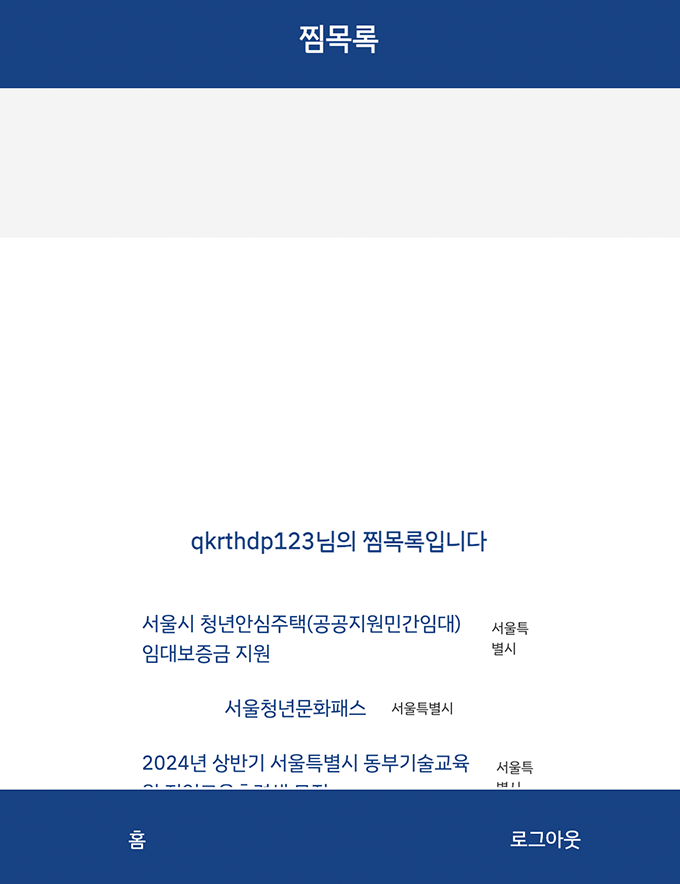 찜목록
qkrthdp123님의 찜목록입니다
서울시 청년안심주택(공공지원민간임대)
임대보증금 지원
서울특
별시
서울청년문화패스
서울특별시
2024년 상반기 서울특별시 동부기술교육
서울특
홈
로그아웃